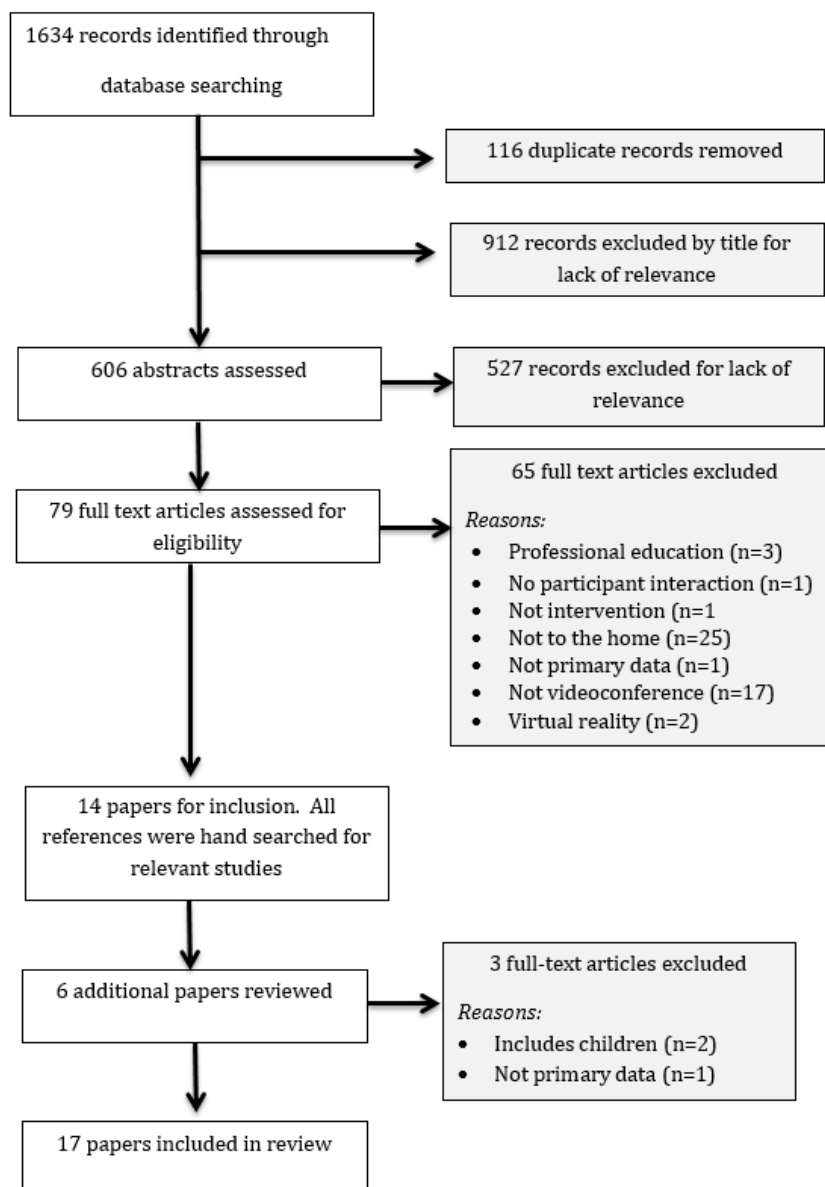 1634 records identified through
database searching
116 duplicate records removed
912 records excluded by title for
lack of relevance
606 abstracts assessed
527 records excluded for lack of
relevance
79 full text articles assessed for
eligibility
65 full text articles excluded
Reasons:
• Professional education (n=3)
• No participant interaction (n=1)
• Not intervention (n=1
• Not to the home (n=25)
• Not primary data (n=1)
• Not videoconference (n=17)
• Virtual reality (n=2)
14 papers for inclusion. All
references were hand searched for
relevant studies
6 additional papers reviewed
3 full-text articles excluded
Reasons:
• Includes children (n=2)
• Not primary data (n=1)
17 papers included in review